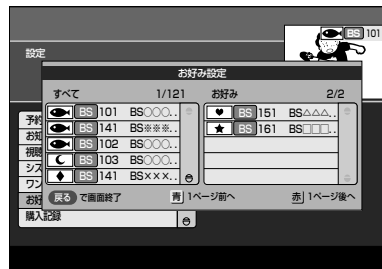 BS 101
設定
お好み設定
すべて 1/121 お好み 2/2
BS 101 BS○○○..
BS 141 BS※※※..
BS 102 BS○○○..
BS 103 BS○○○..
BS 141 BS×××..
BS 151 BS△△△..
BS 161 BS□□□..
戻る で画面終了 青 1ページ前へ 赤 1ページ後へ
予約
お知
視聴
シス
ワン
お好
購入記録